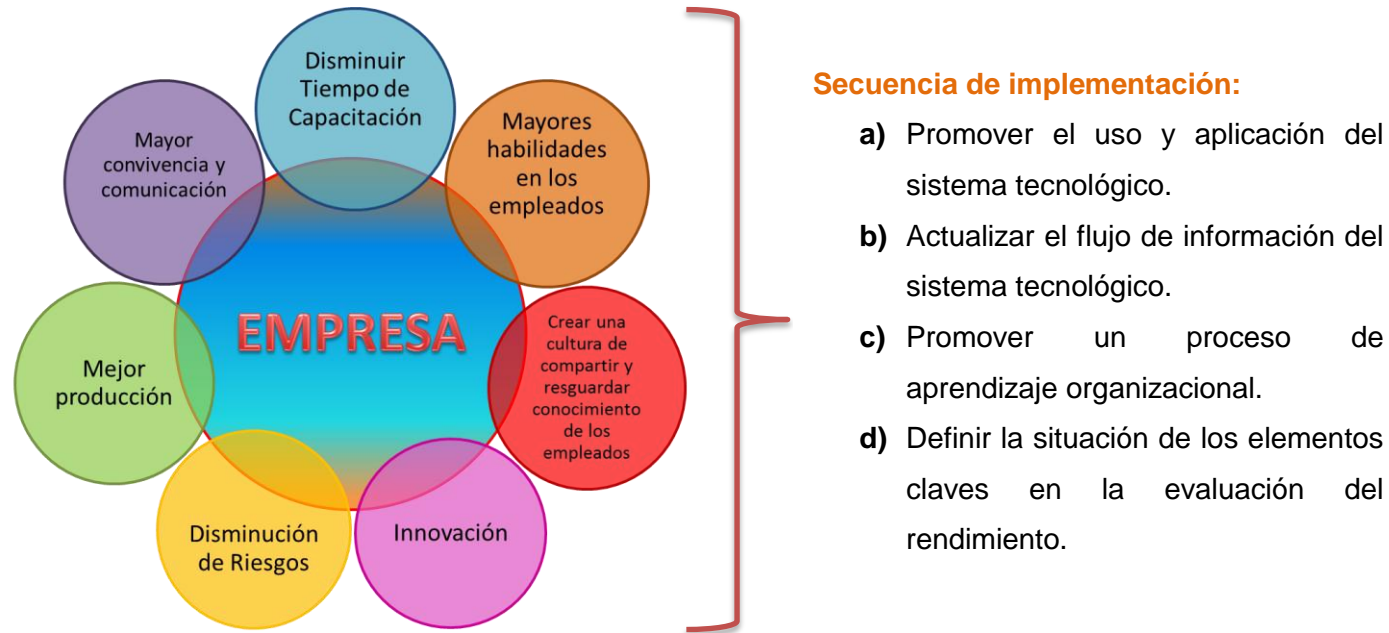 Disminuir
Tiempo de
Capacitación
Mayores
habilidades
en los
empleados
Crear una
cultura de
compartir y
resguardar
conocimiento
de los
empleados
Innovación
Disminución
de Riesgos
Mejor
producción
Mayor
convivencia y
comunicación
EMPRESA
Secuencia de implementación:
a) Promover el uso y aplicación del
sistema tecnológico.
b) Actualizar el flujo de información del
sistema tecnológico.
c) Promover un proceso de
aprendizaje organizacional.
d) Definir la situación de los elementos
claves en la evaluación del
rendimiento.